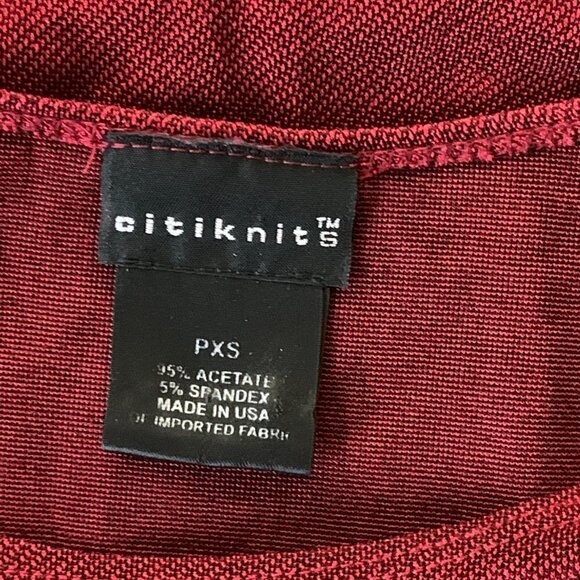 citiknits™
PXS
95% ACETATE
5% SPANDEX
MADE IN USA
OF IMPORTED FABRIC